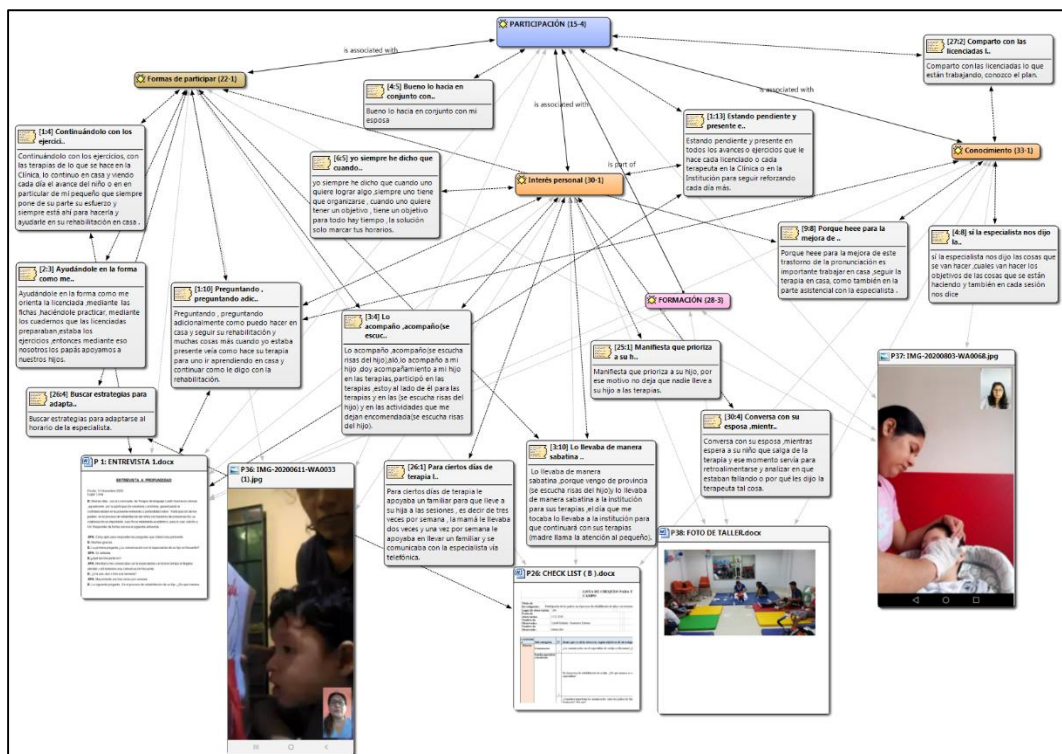 PARTICIPACIÓN (15-4)
is associated with
Formas de participar (22-1)
[4:5] Bueno lo hacia en
conjunto con..
Bueno lo hacia en conjunto con mi
esposa
is associated with
is associated with
[27:2] Comparto con las
licenciadas l..
Comparto con las licenciadas lo que
están trabajando, conozco el plan.
[1:4] Continuándolo con los
ejercici..
Continuándolo con los ejercicios, con
las terapias de lo que se hace en la
Clínica, lo continuo en casa y viendo
cada día el avance del niño o en en
particular de mi pequeño que siempre
pone de su parte su esfuerzo y
siempre está ahí para hacerla y
ayudarle en su rehabilitación en casa .
[6:5] yo siempre he dicho que
cuando...
yo siempre he dicho que cuando uno
quiere lograr algo ,siempre uno tiene
que organizarse , cuando uno quiere
tener un objetivo , tiene un objetivo
para todo hay tiempo ,la solución
solo marcar tus horarios.
is part of
Interés personal (30-1)
[1:13] Estando pendiente y
presente e..
Estando pendiente y presente en
todos los avances o ejercicios que le
hace cada licenciado o cada
terapeuta en la Clínica o en la
Institución para seguir reforzando
cada día más.
Conocimiento (33-1)
[2:3] Ayudándole en la forma
como me..
Ayudándole en la forma como me
orienta la licenciada ,mediante las
fichas ,haciéndole practicar, mediante
los cuadernos que las licenciadas
preparaban,estaba los
ejercicios ,entonces mediante eso
nosotros los papás apoyamos a
nuestros hijos.
[1:10] Preguntando ,
preguntando adic..
Preguntando , preguntando
adicionalmente como puedo hacer en
casa y seguir su rehabilitación y
muchas cosas más cuando yo estaba
presente veía como hace su terapia
para uno ir aprendiendo en casa y
continuar como le digo con la
rehabilitación.
[3:4] Lo
acompaño ,acompaño(se
escuc..
Lo acompaño ,acompaño(se escucha
risas del hijo),aló,lo acompaño a mi
hijo ,doy acompañamiento a mi hijo
en las terapias, participó en las
terapias ,estoy al lado de él para las
terapias y en las (se escucha risas del
hijo) y en las actividades que me
dejan encomendada(se escucha risas
del hijo).
FORMACIÓN (28-3)
[9:8] Porque heee para la
mejora de ..
Porque heee para la mejora de este
trastorno de la pronunciación es
importante trabajar en casa ,seguir la
terapia en casa, como también en la
parte asistencial con la especialista .
[4:8] sí la especialista nos dijo
la..
sí la especialista nos dijo las cosas que
se van hacer ,cuales van hacer los
objetivos de las cosas que se están
haciendo y también en cada sesión
nos dice
[26:4] Buscar estrategias para
adapta..
Buscar estrategias para adaptarse al
horario de la especialista.
[25:1] Manifiesta que prioriza
a su h..
Manifiesta que prioriza a su hijo, por
ese motivo no deja que nadie lleve a
su hijo a las terapias.
[30:4] Conversa con su
esposa ,mientr..
Conversa con su esposa ,mientras
espera a su niño que salga de la
terapia y ese momento servía para
retroalimentarse y analizar en que
estaban fallando o por qué les dijo
la terapeuta tal cosa.
P37: IMG-20200803-WA0068.jpg
P 1: ENTREVISTA 1.docx
ENTREVISTA A PROFUNDIDAD
P36: IMG-20200611-WA0033
(1).jpg
[26:1] Para ciertos días de
terapia l..
Para ciertos días de terapia le
apoyaba un familiar para que lleve a
su hija a las sesiones , es decir de tres
veces por semana , la mamá le llevaba
dos veces y una vez por semana le
apoyaba en llevar un familiar y se
comunicaba con la especialista vía
telefónica.
[3:10] Lo llevaba de manera
sabatina ..
Lo llevaba de manera
sabatina ,porque vengo de provincia
(se escucha risas del hijo)y lo llevaba
de manera sabatina a la institución
para sus terapias ,el día que me
tocaba lo llevaba a la institución para
que continuará con sus terapias
(madre llama la atención al pequeño).
P38: FOTO DE TALLER.docx
P26: CHECK LIST ( B ).docx